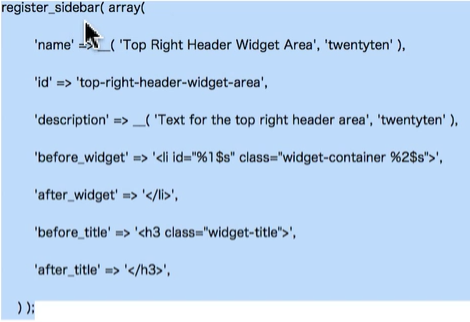 register_sidebar( array(
'name' => __( 'Top Right Header Widget Area', 'twentyten' ),
'id' => 'top-right-header-widget-area',
'description' => __( 'Text for the top right header area', 'twentyten' ),
'before_widget' => '<li id="%1$s" class="widget-container %2$s">',
'after_widget' => '</li>',
'before_title' => '<h3 class="widget-title">',
'after_title' => '</h3>',
) );